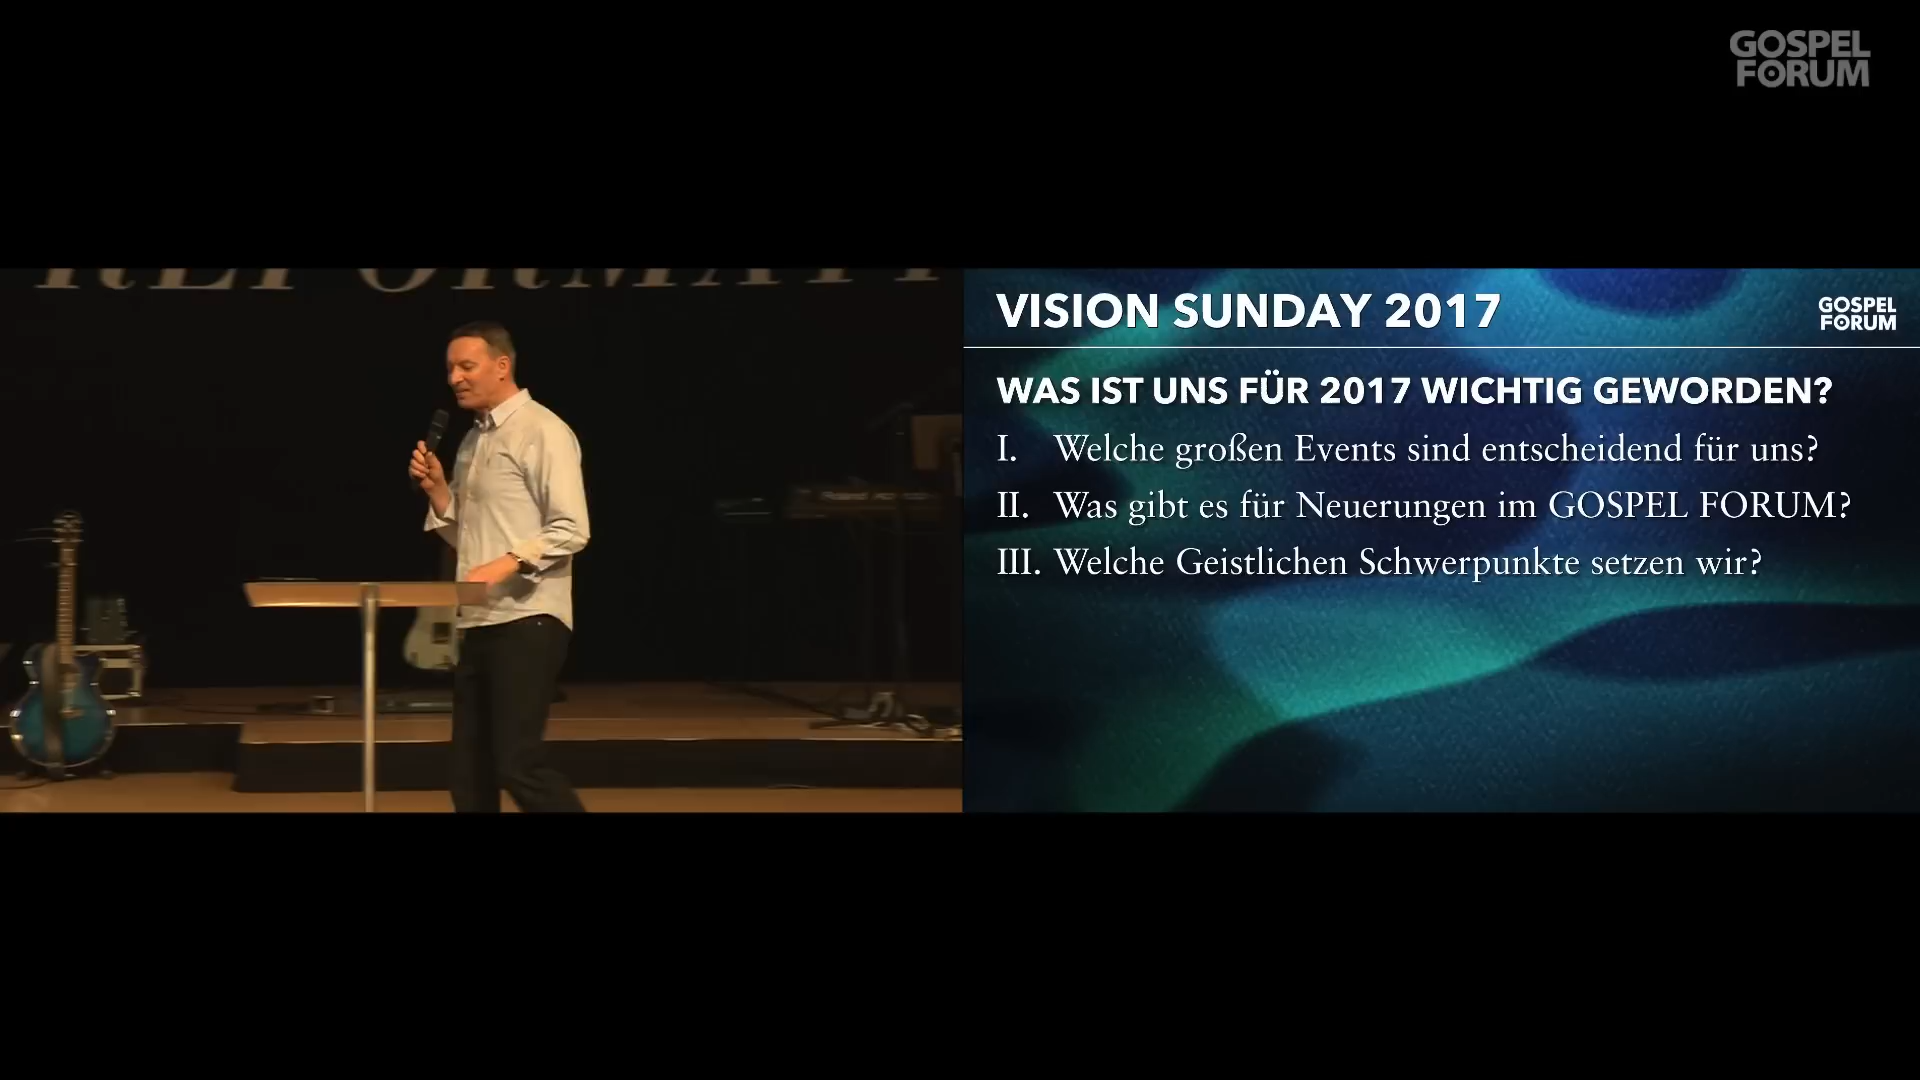 GOSPEL
FORUM
VISION SUNDAY 2017
GOSPEL
FORUM
WAS IST UNS FÜR 2017 WICHTIG GEWORDEN?
I. Welche großen Events sind entscheidend für uns?
II. Was gibt es für Neuerungen im GOSPEL FORUM?
III. Welche Geistlichen Schwerpunkte setzen wir?
Roland